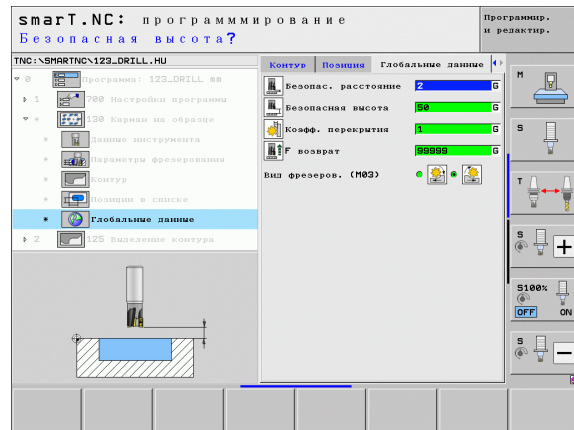 smarT.NC: программмирование
Программир.
и редактир.
Безопасная высота?
TNC:\SMARTNC\123_DRILL.HU
Контур Позиция Глобальные данные
0 Программа: 123_DRILL мм
1 700 Настройки программы
* 130 Карман на образце
* Данные инструмента
* Параметры фрезерования
* Контур
* Позиции в списке
* Глобальные данные
2 125 Выделение контура
Безопас. расстояние 2 G
Безопасная высота 50 G
Коэфф. перекрытия 1 G
F возврат 99999 G
Вид фрезеров. (M03)
M
S
T
S
S100%
OFF ON
S